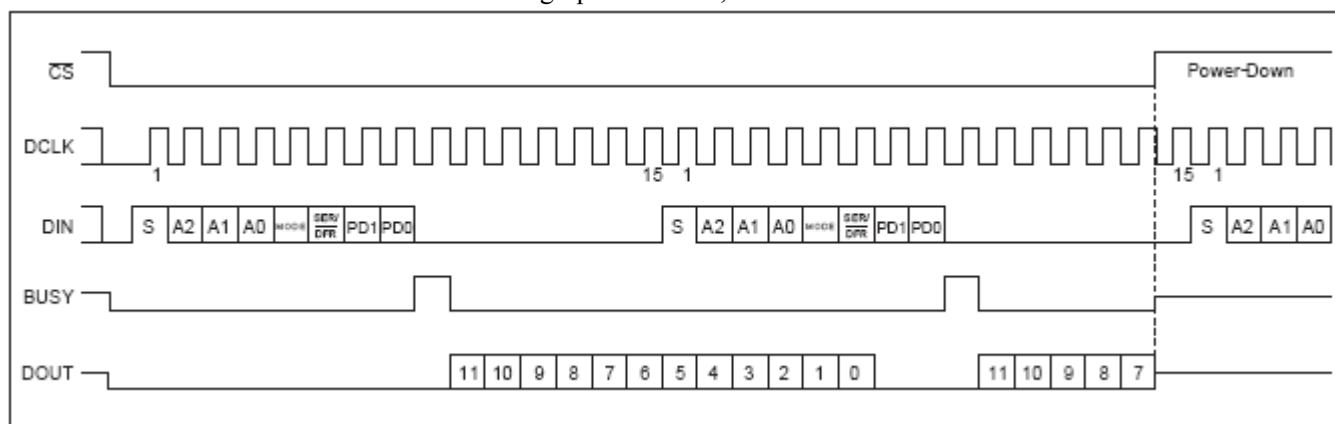 CS Power-Down
DCLK
1 15 1 15 1
DIN S A2 A1 A0 MODE SER/DFR PD1 PD0 S A2 A1 A0 MODE SER/DFR PD1 PD0 S A2 A1 A0
BUSY
DOUT 11 10 9 8 7 6 5 4 3 2 1 0 11 10 9 8 7